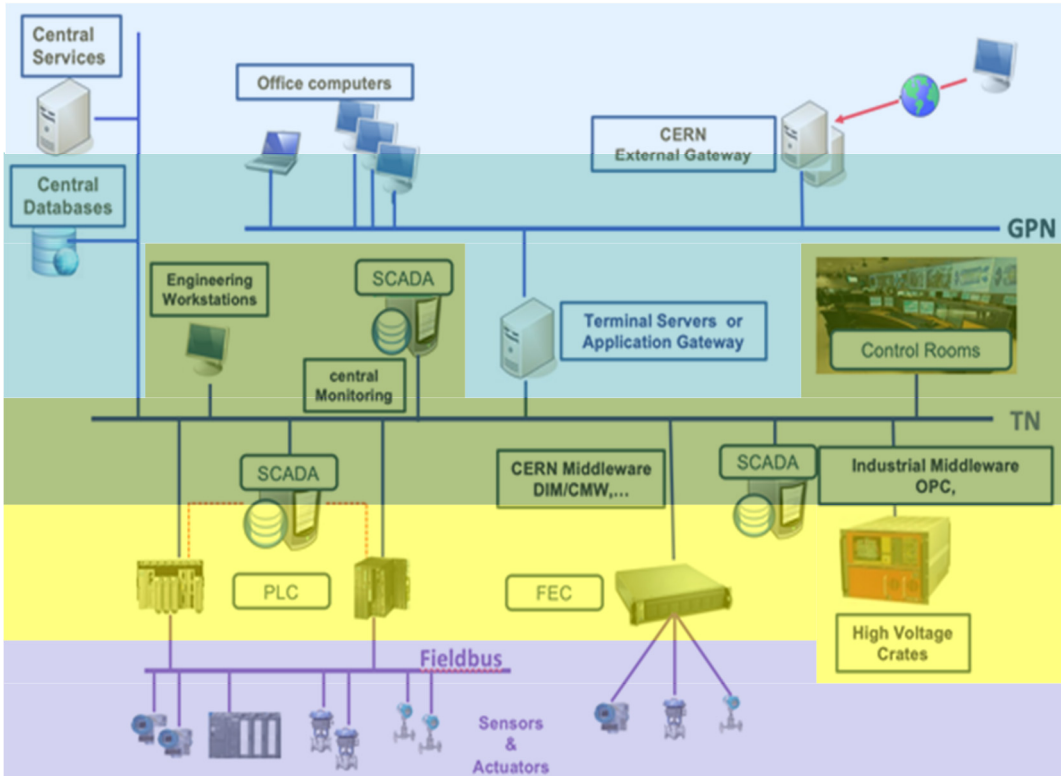 Central
Services
Office computers
CERN
External Gateway
Central
Databases
GPN
Engineering
Workstations
SCADA
Terminal Servers or
Application Gateway
Control Rooms
central
Monitoring
TN
SCADA
CERN Middleware
DIM/CMW,...
SCADA
Industrial Middleware
OPC,
PLC
FEC
High Voltage
Crates
Fieldbus
Sensors
&
Actuators